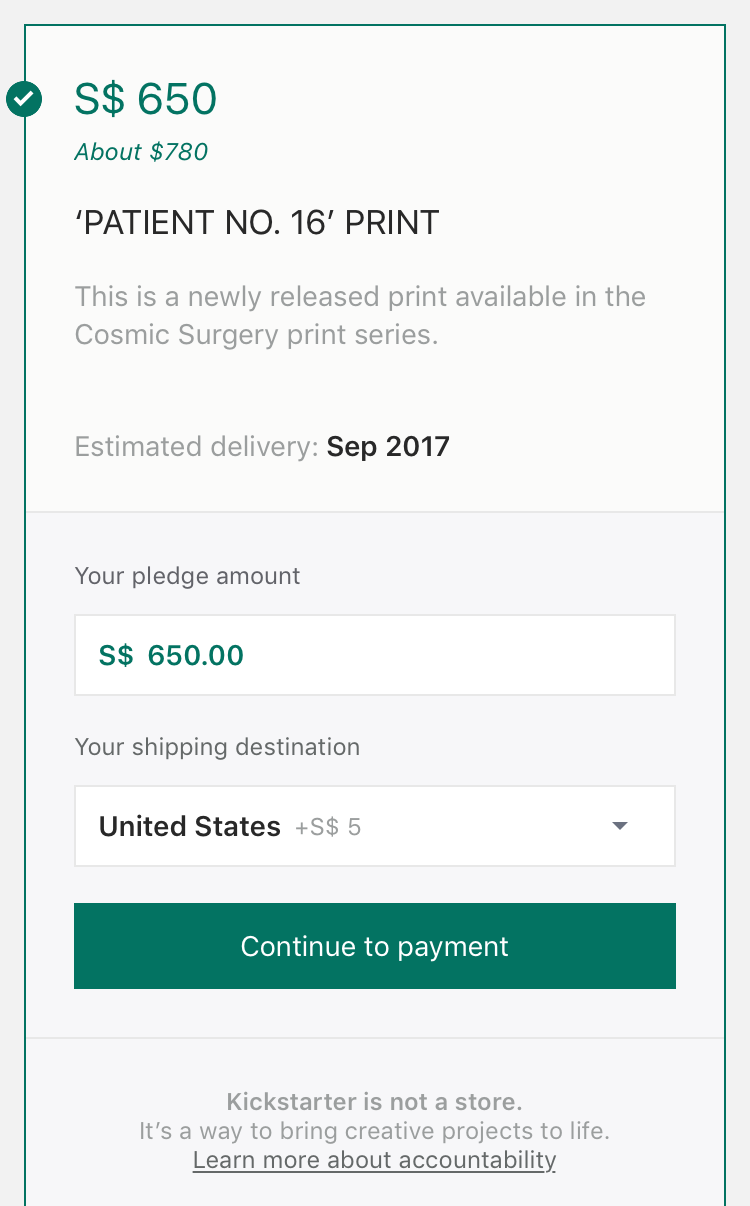 S$ 650
About $780
‘PATIENT NO. 16’ PRINT
This is a newly released print available in the
Cosmic Surgery print series.
Estimated delivery: Sep 2017
Your pledge amount
S$ 650.00
Your shipping destination
United States +S$ 5
Continue to payment
Kickstarter is not a store.
It’s a way to bring creative projects to life.
Learn more about accountability